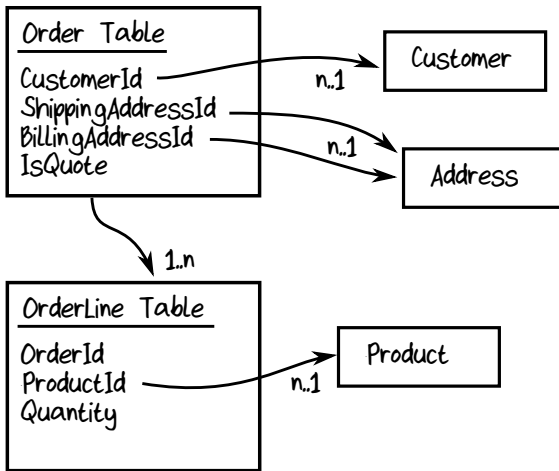 Order Table
CustomerId
ShippingAddressId
BillingAddressId
IsQuote
n..1
Customer
n..1
Address
1..n
OrderLine Table
OrderId
ProductId
Quantity
n..1
Product